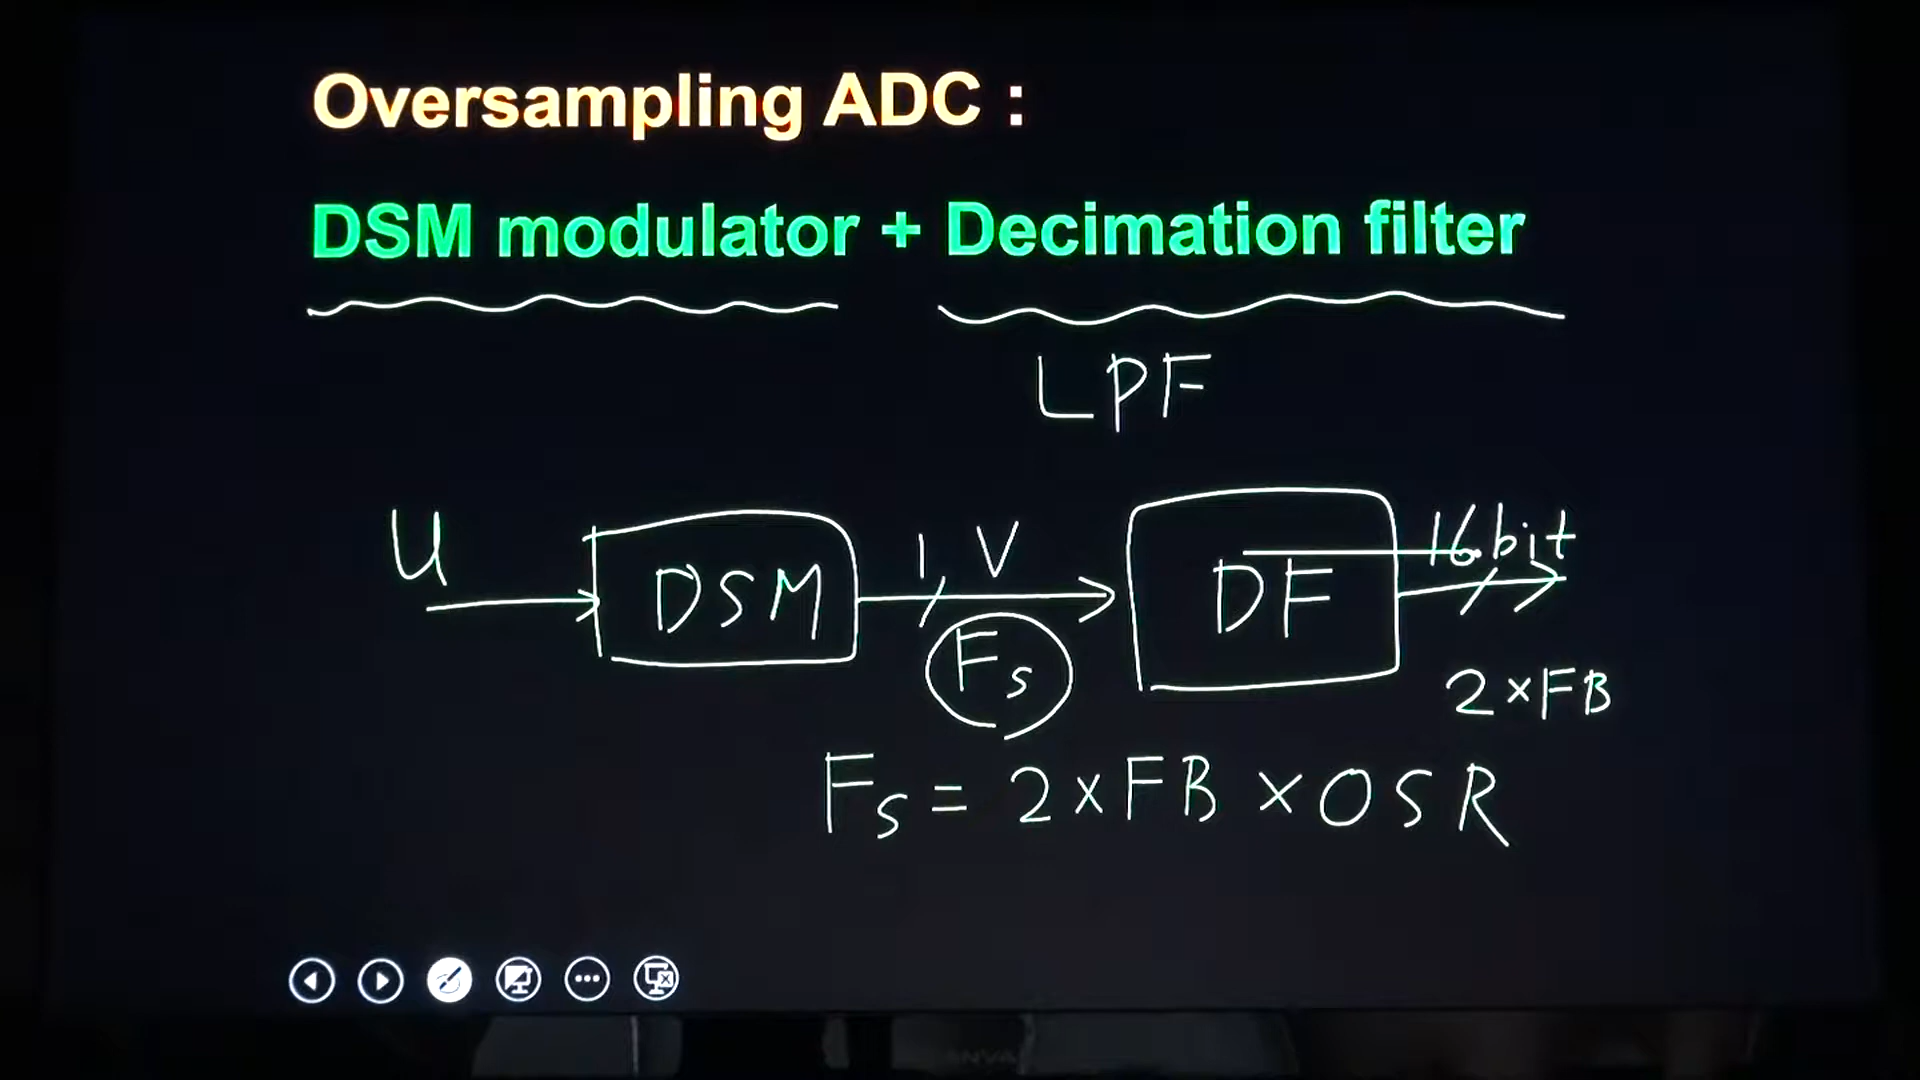 Oversampling ADC :
DSM modulator + Decimation filter
LPF
U
DSM
1 V
Fs
DF
16bit
2×FB
Fs = 2×FB ×OSR